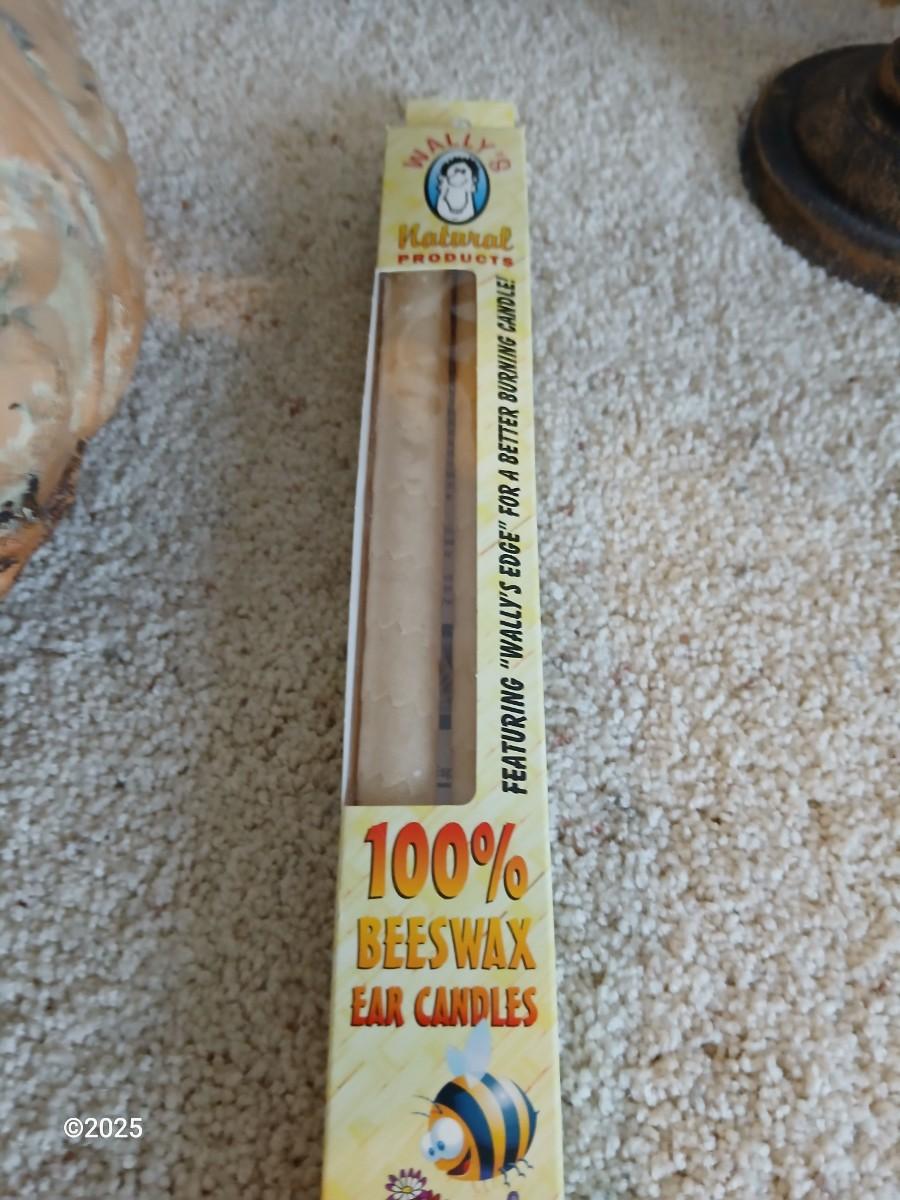 WALLY'S
Natural
PRODUCTS
FEATURING "WALLY'S EDGE" FOR A BETTER BURNING CANDLE!
100%
BEESWAX
EAR CANDLES
©2025